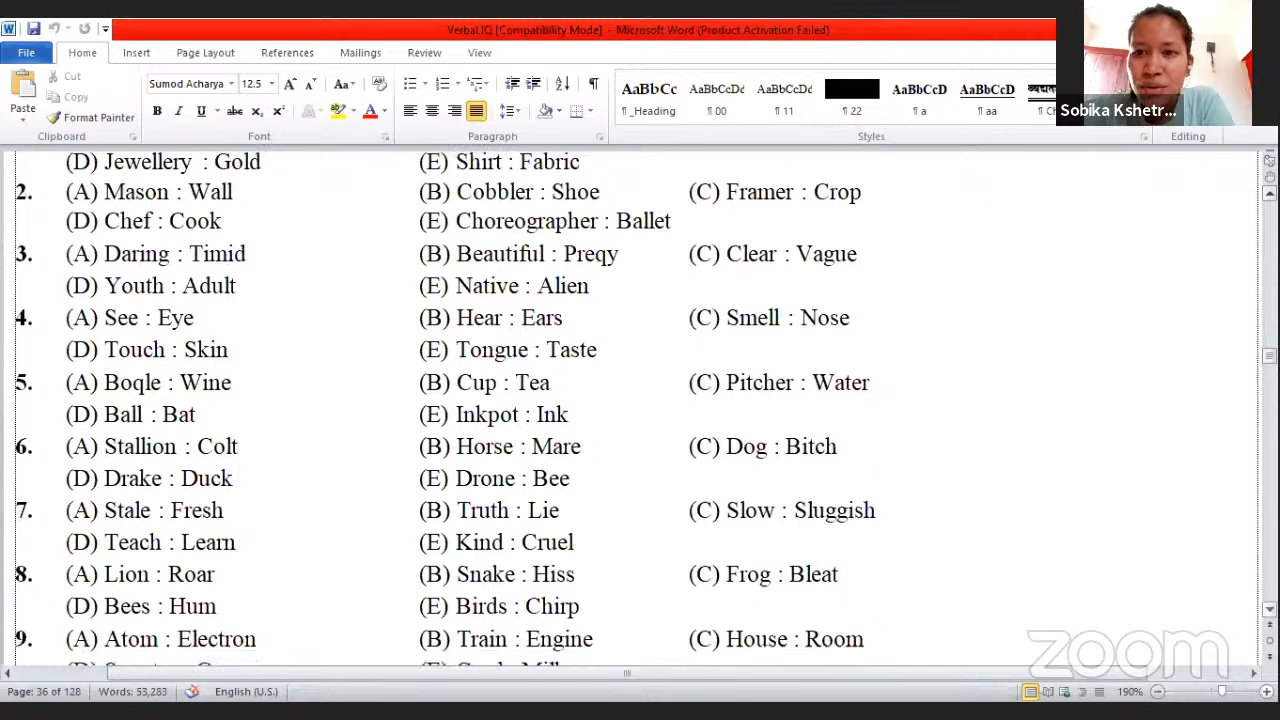 Verbal IQ [Compatibility Mode] - Microsoft Word (Product Activation Failed)
File Home Insert Page Layout References Mailings Review View
Cut
Copy
Format Painter
Paste
Clipboard
Sumod Acharya 12.5
Font
Paragraph
AaBbCc AaBbCcDc AaBbCcDc AaBbCcD AaBbCcD
¶ _Heading ¶ 00 ¶ 11 ¶ 22 ¶ a ¶ aa
Styles
Editing
Sobika Kshetr...
(D) Jewellery : Gold (E) Shirt : Fabric
2. (A) Mason : Wall (B) Cobbler : Shoe (C) Framer : Crop
(D) Chef : Cook (E) Choreographer : Ballet
3. (A) Daring : Timid (B) Beautiful : Preqy (C) Clear : Vague
(D) Youth : Adult (E) Native : Alien
4. (A) See : Eye (B) Hear : Ears (C) Smell : Nose
(D) Touch : Skin (E) Tongue : Taste
5. (A) Boqle : Wine (B) Cup : Tea (C) Pitcher : Water
(D) Ball : Bat (E) Inkpot : Ink
6. (A) Stallion : Colt (B) Horse : Mare (C) Dog : Bitch
(D) Drake : Duck (E) Drone : Bee
7. (A) Stale : Fresh (B) Truth : Lie (C) Slow : Sluggish
(D) Teach : Learn (E) Kind : Cruel
8. (A) Lion : Roar (B) Snake : Hiss (C) Frog : Bleat
(D) Bees : Hum (E) Birds : Chirp
9. (A) Atom : Electron (B) Train : Engine (C) House : Room
zoom
Page: 36 of 128 Words: 53,283 English (U.S.) 190%